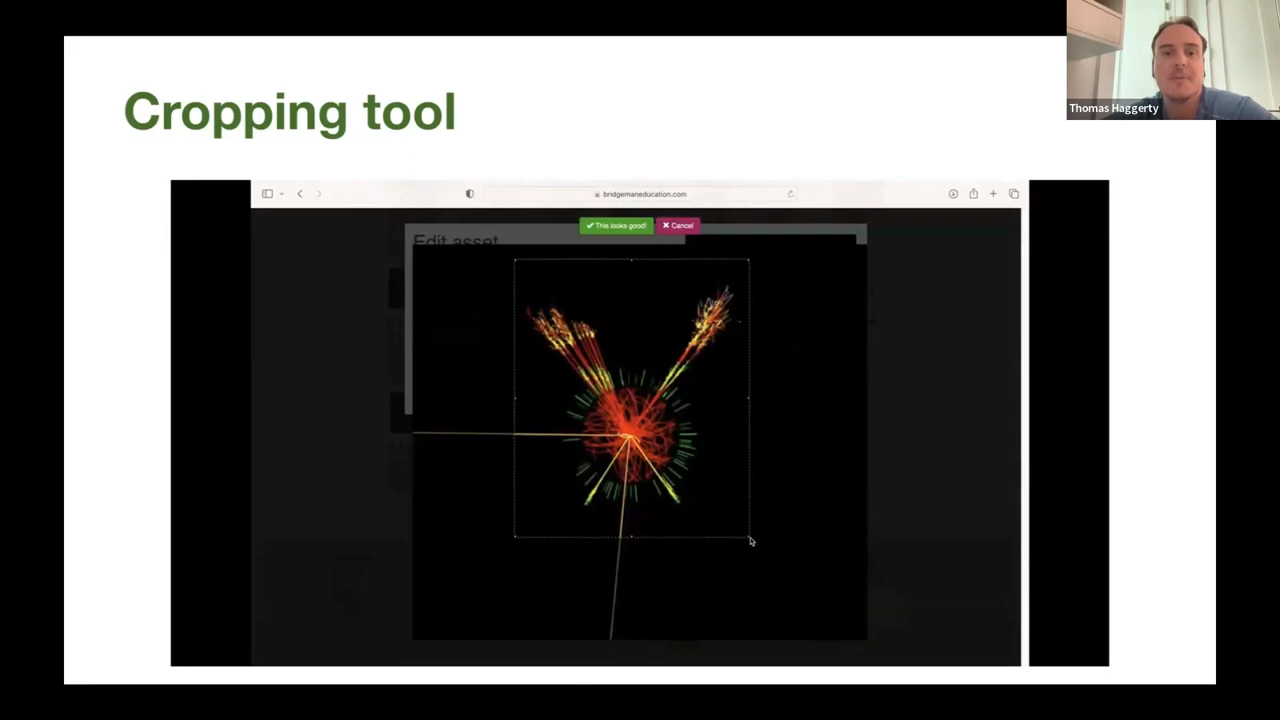 Cropping tool
Thomas Haggerty
bridgemaneducation.com
This looks good!
Cancel
Edit asset